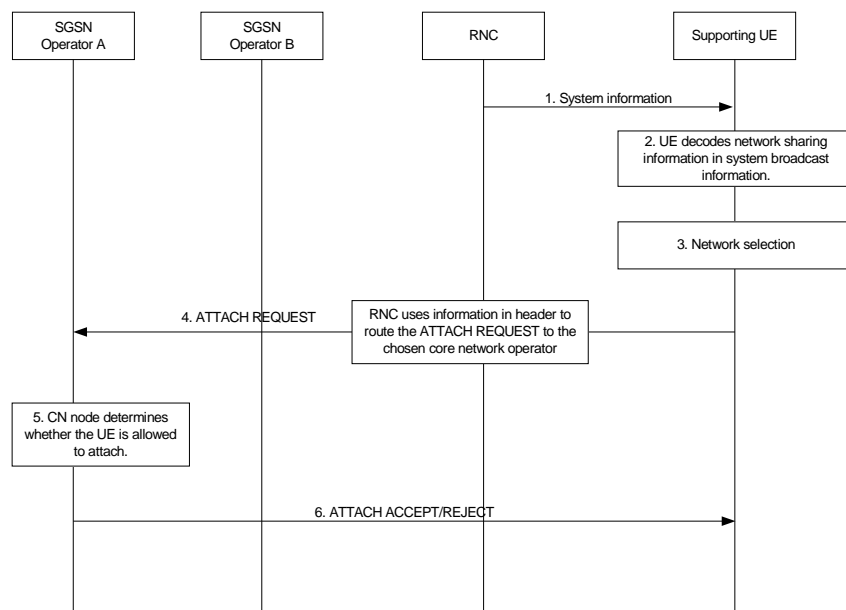 SGSN
Operator A
SGSN
Operator B
RNC
Supporting UE
1. System information
2. UE decodes network sharing
information in system broadcast
information.
3. Network selection
4. ATTACH REQUEST
RNC uses information in header to
route the ATTACH REQUEST to the
chosen core network operator
5. CN node determines
whether the UE is allowed
to attach.
6. ATTACH ACCEPT/REJECT